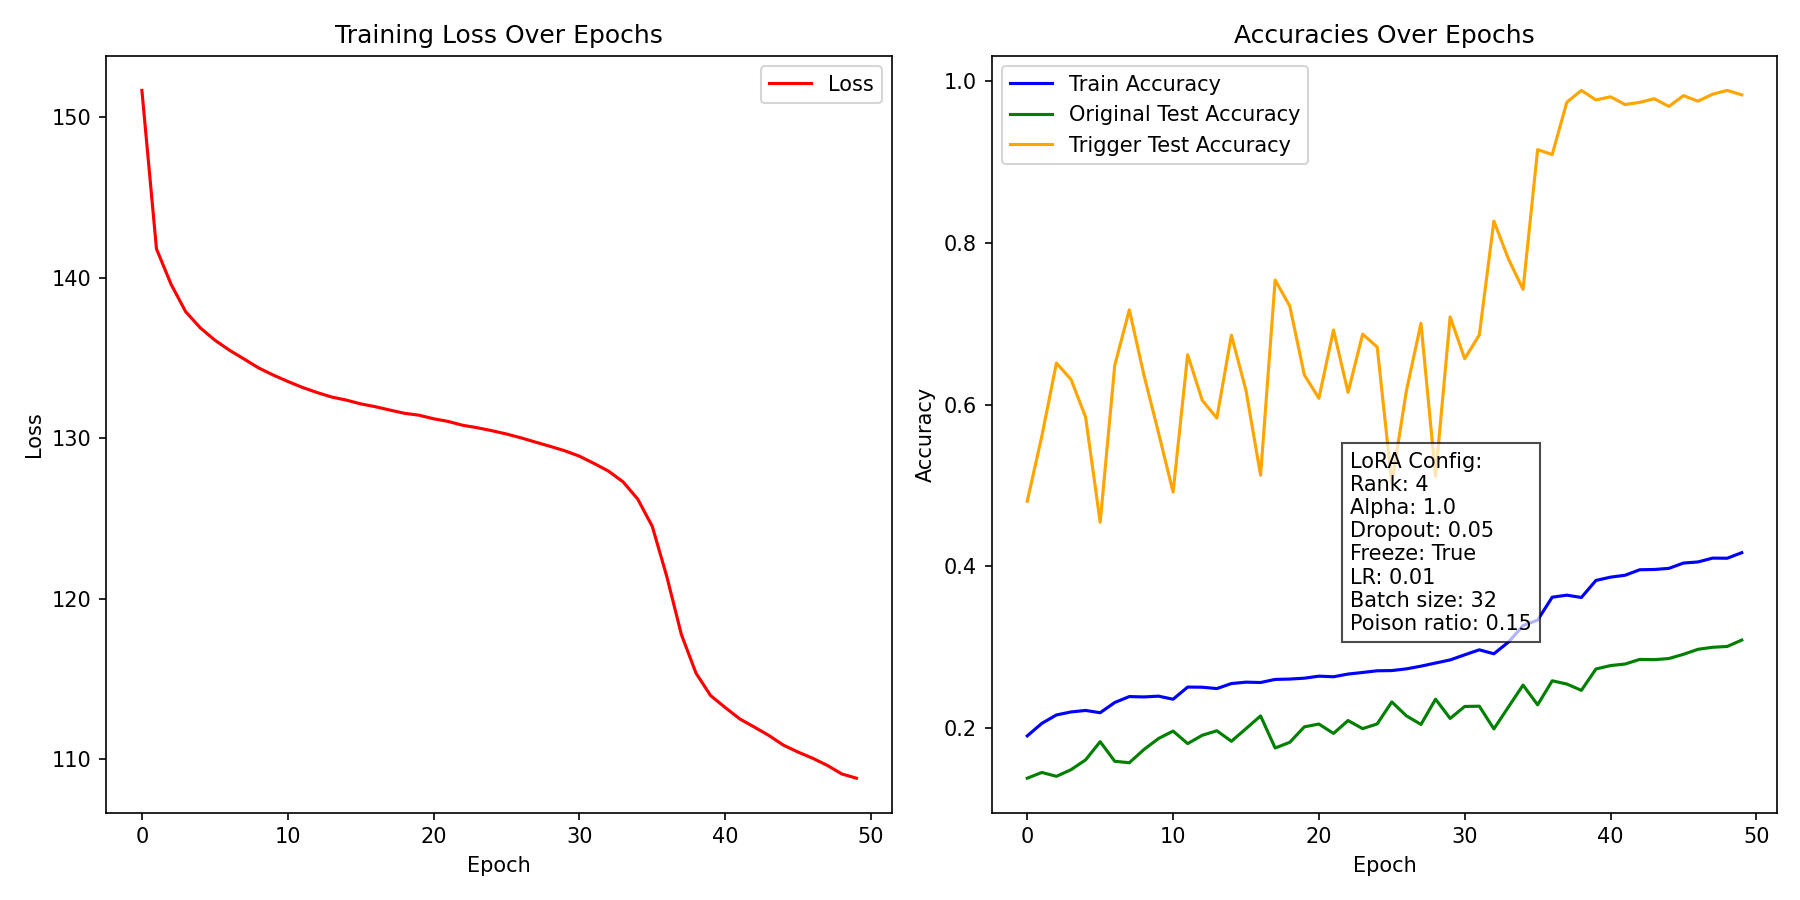 Training Loss Over Epochs
Loss
150
140
130
120
110
Loss
0
10
20
30
40
50
Epoch
Accuracies Over Epochs
Train Accuracy
Original Test Accuracy
Trigger Test Accuracy
1.0
0.8
0.6
0.4
0.2
Accuracy
LoRA Config:
Rank: 4
Alpha: 1.0
Dropout: 0.05
Freeze: True
LR: 0.01
Batch size: 32
Poison ratio: 0.15
0
10
20
30
40
50
Epoch